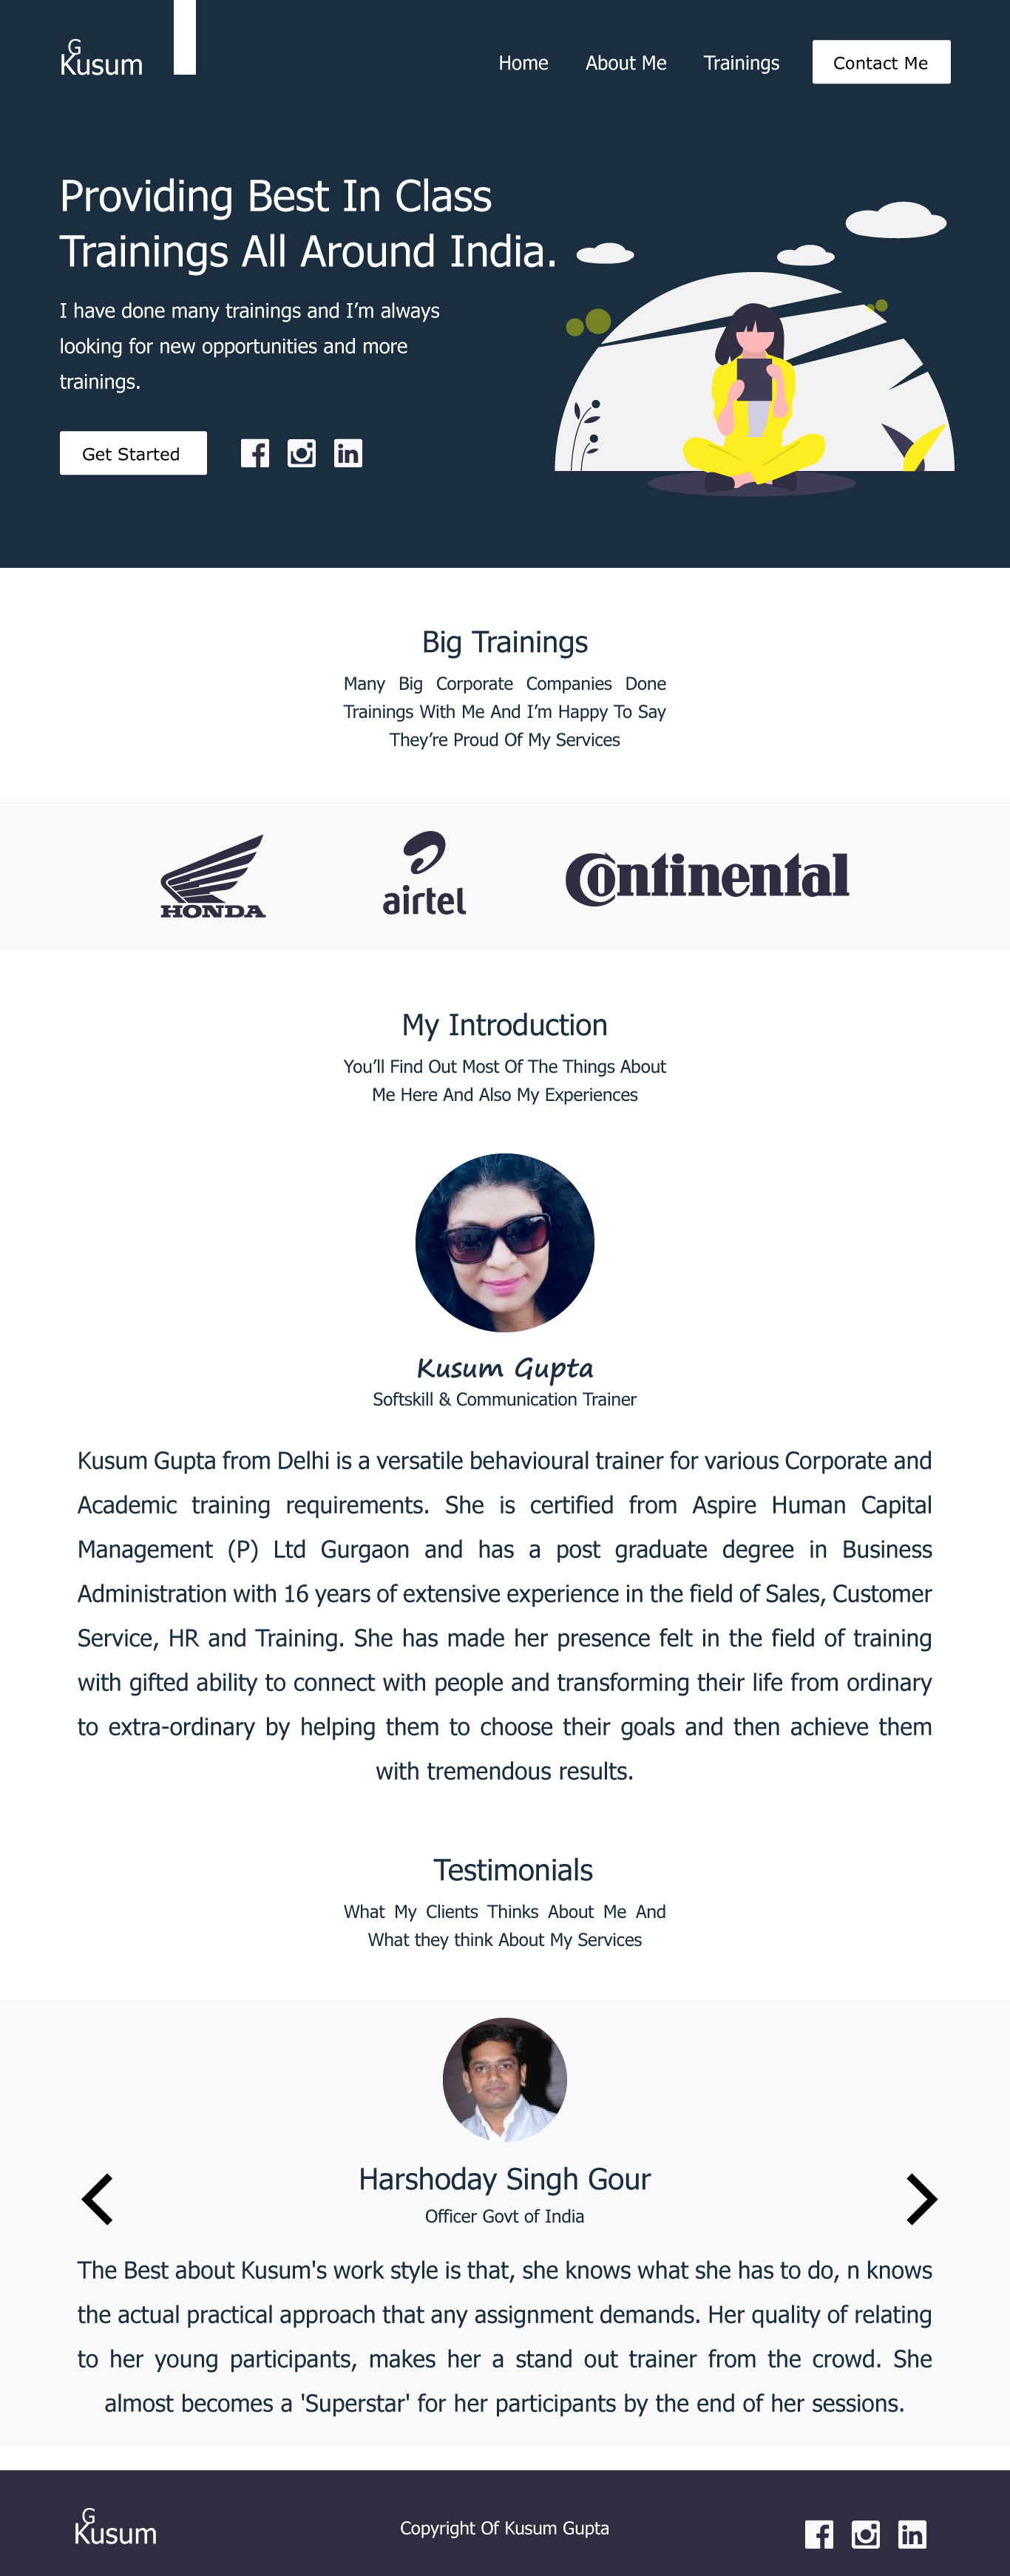 G
Kusum
Home About Me Trainings Contact Me
Providing Best In Class
Trainings All Around India.
I have done many trainings and I’m always
looking for new opportunities and more
trainings.
Get Started
Big Trainings
Many Big Corporate Companies Done
Trainings With Me And I’m Happy To Say
They’re Proud Of My Services
HONDA
airtel
Continental
My Introduction
You’ll Find Out Most Of The Things About
Me Here And Also My Experiences
Kusum Gupta
Softskill & Communication Trainer
Kusum Gupta from Delhi is a versatile behavioural trainer for various Corporate and
Academic training requirements. She is certified from Aspire Human Capital
Management (P) Ltd Gurgaon and has a post graduate degree in Business
Administration with 16 years of extensive experience in the field of Sales, Customer
Service, HR and Training. She has made her presence felt in the field of training
with gifted ability to connect with people and transforming their life from ordinary
to extra-ordinary by helping them to choose their goals and then achieve them
with tremendous results.
Testimonials
What My Clients Thinks About Me And
What they think About My Services
Harshoday Singh Gour
Officer Govt of India
The Best about Kusum's work style is that, she knows what she has to do, n knows
the actual practical approach that any assignment demands. Her quality of relating
to her young participants, makes her a stand out trainer from the crowd. She
almost becomes a 'Superstar' for her participants by the end of her sessions.
G
Kusum
Copyright Of Kusum Gupta